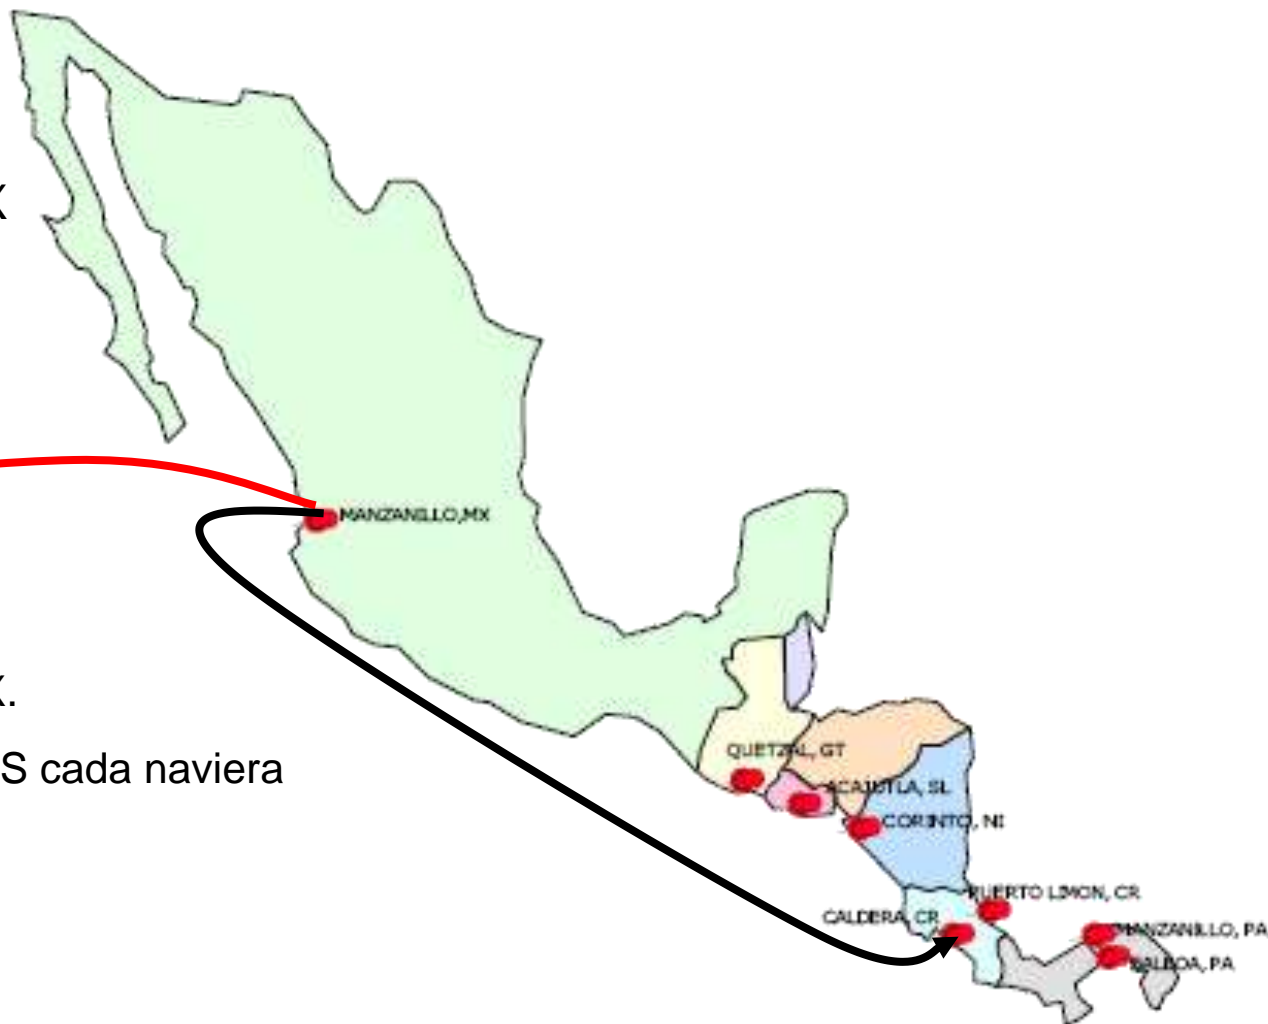 x
MANZANILLO,MX
x.
S cada naviera
QUETZAL, GT
ACAJUTLA, SL
CORINTO, NI
PUERTO LIMON, CR
CALDERA, CR
MANZANILLO, PA
BALBOA, PA